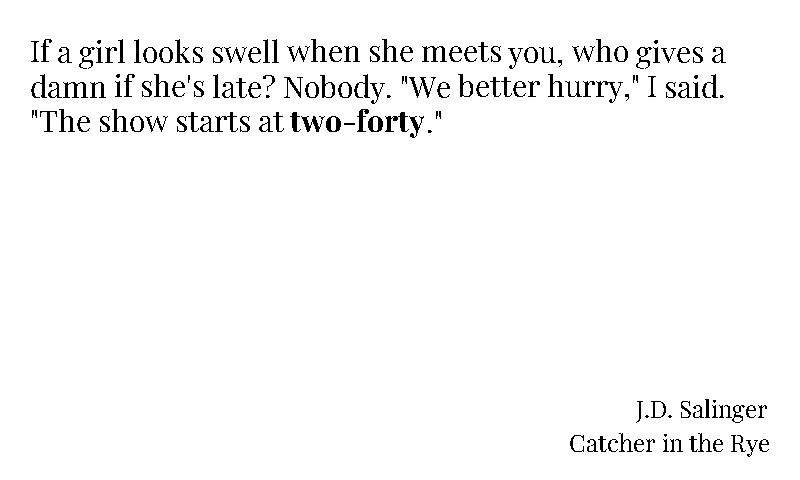 If a girl looks swell when she meets you, who gives a
damn if she's late? Nobody. "We better hurry," I said.
"The show starts at two-forty."
J.D. Salinger
Catcher in the Rye